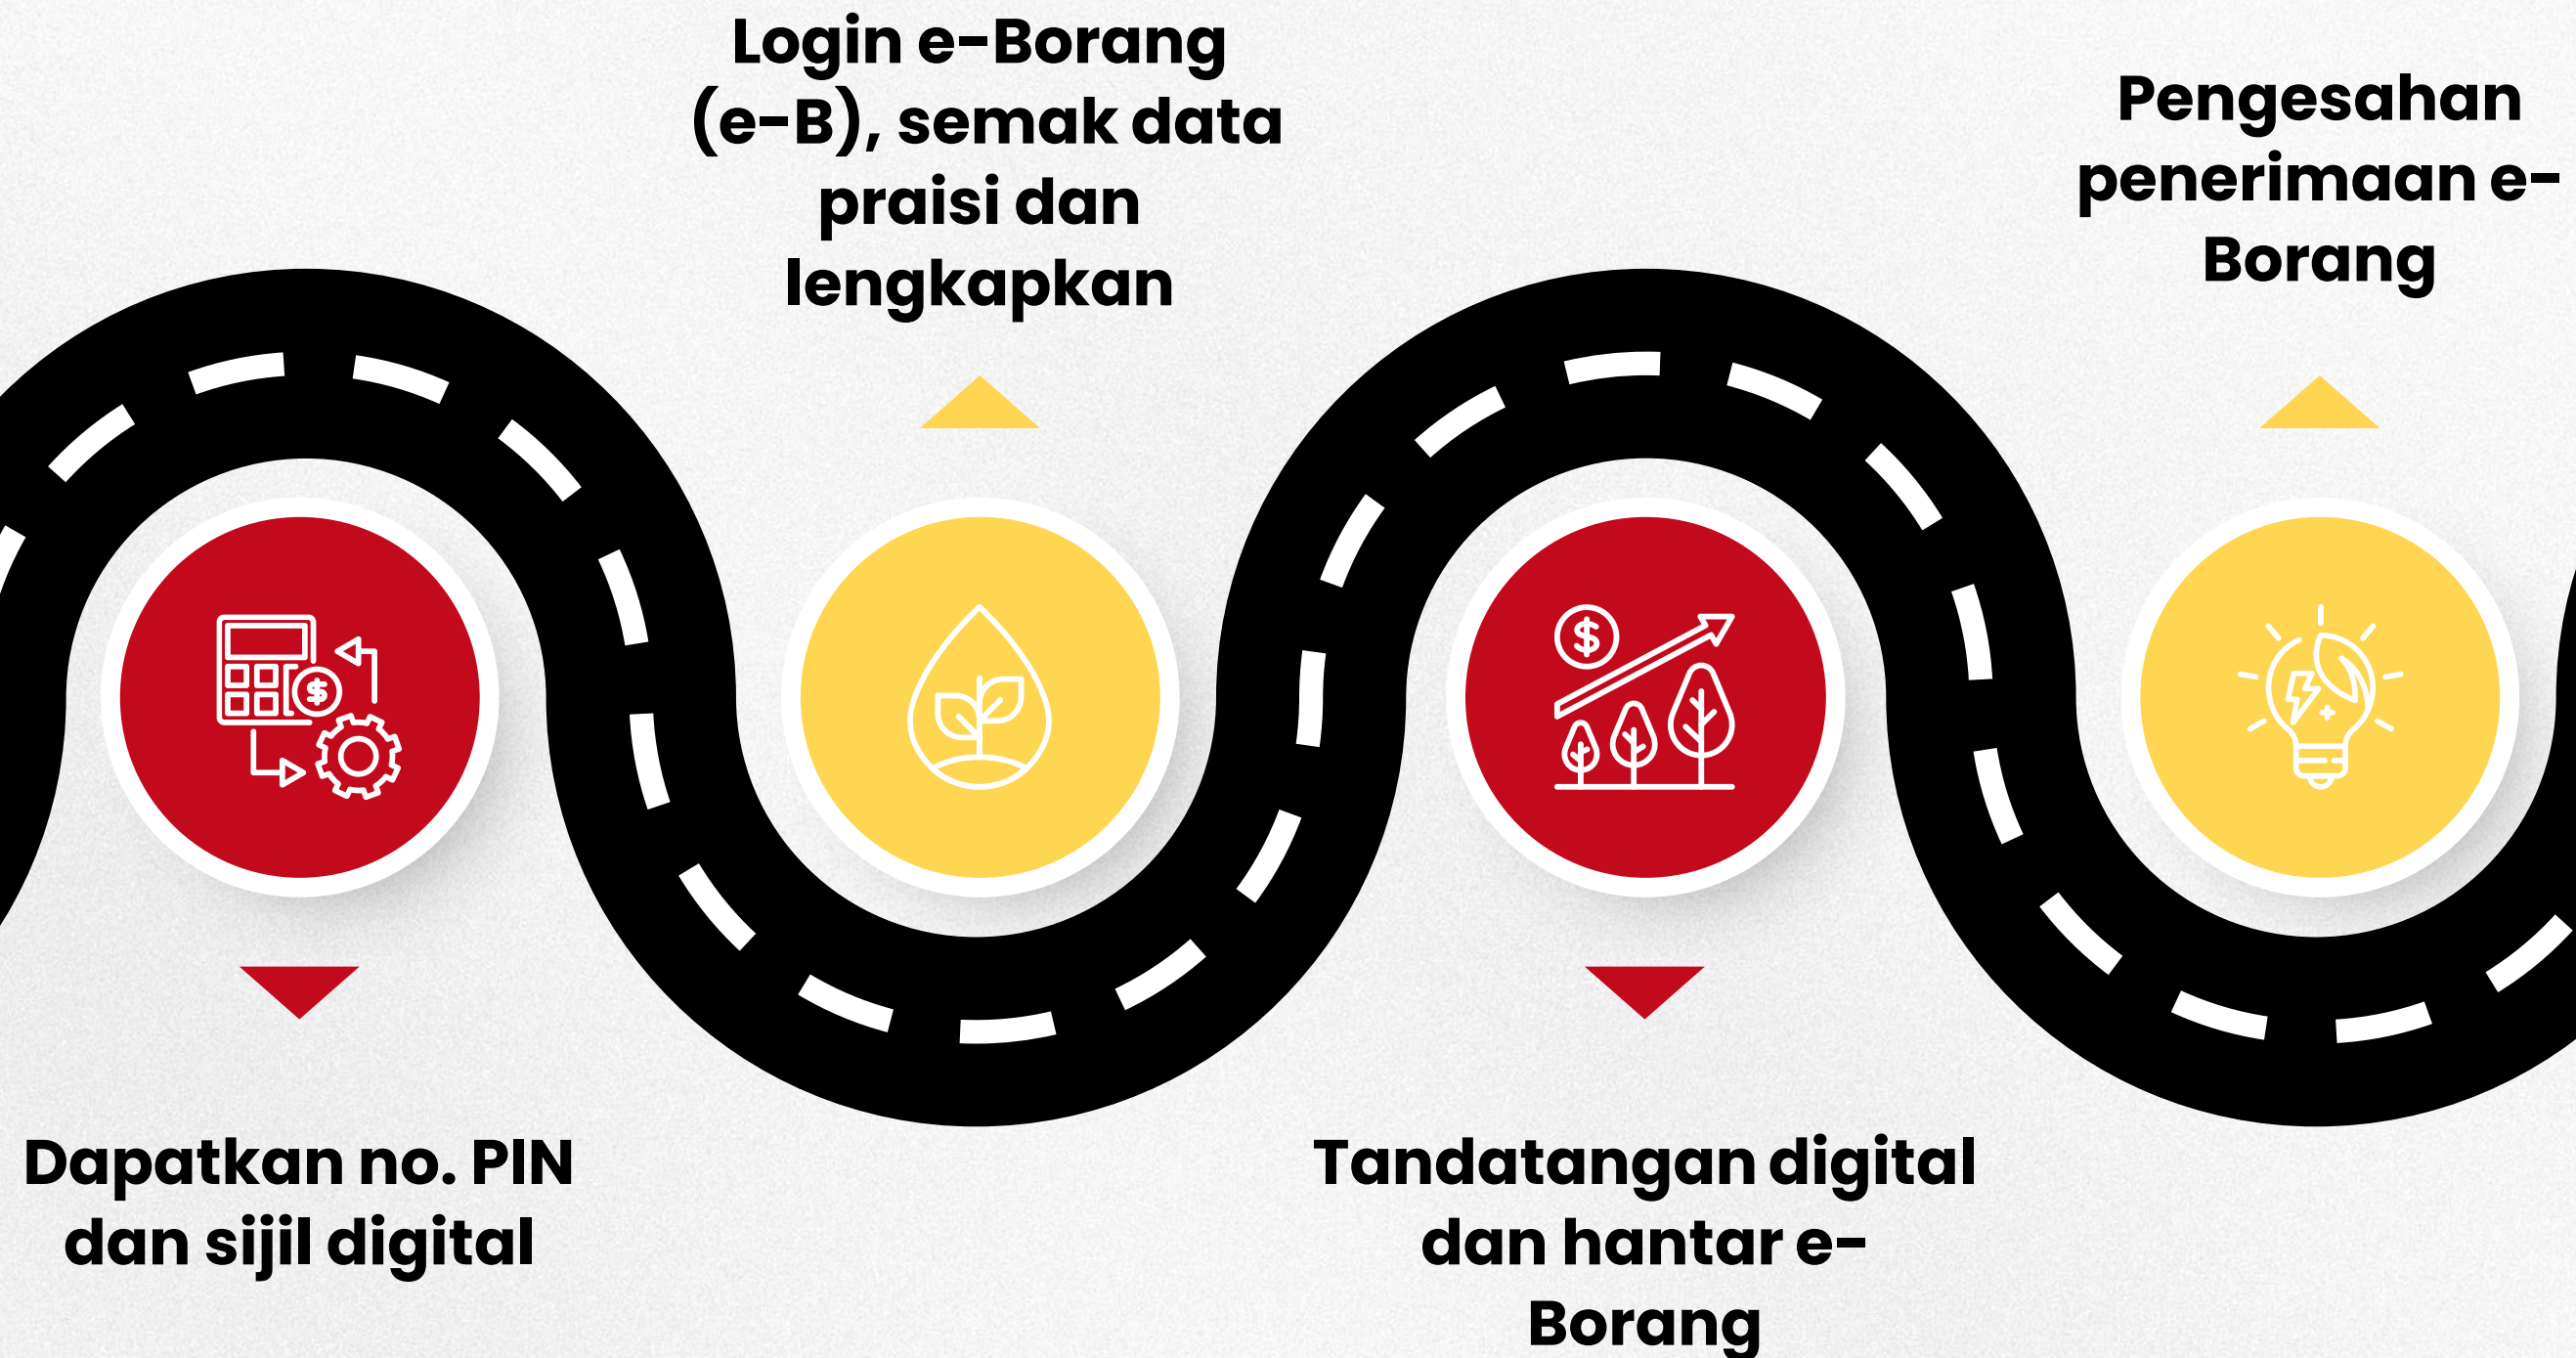 Dapatkan no. PIN
dan sijil digital
Login e-Borang
(e-B), semak data
praisi dan
lengkapkan
Tandatangan digital
dan hantar e-
Borang
Pengesahan
penerimaan e-
Borang